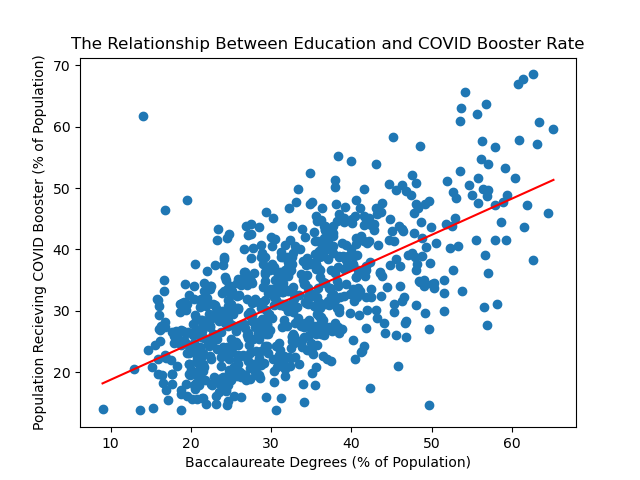 The Relationship Between Education and COVID Booster Rate
Population Recieving COVID Booster (% of Population)
70
60
50
40
30
20
10 20 30 40 50 60
Baccalaureate Degrees (% of Population)